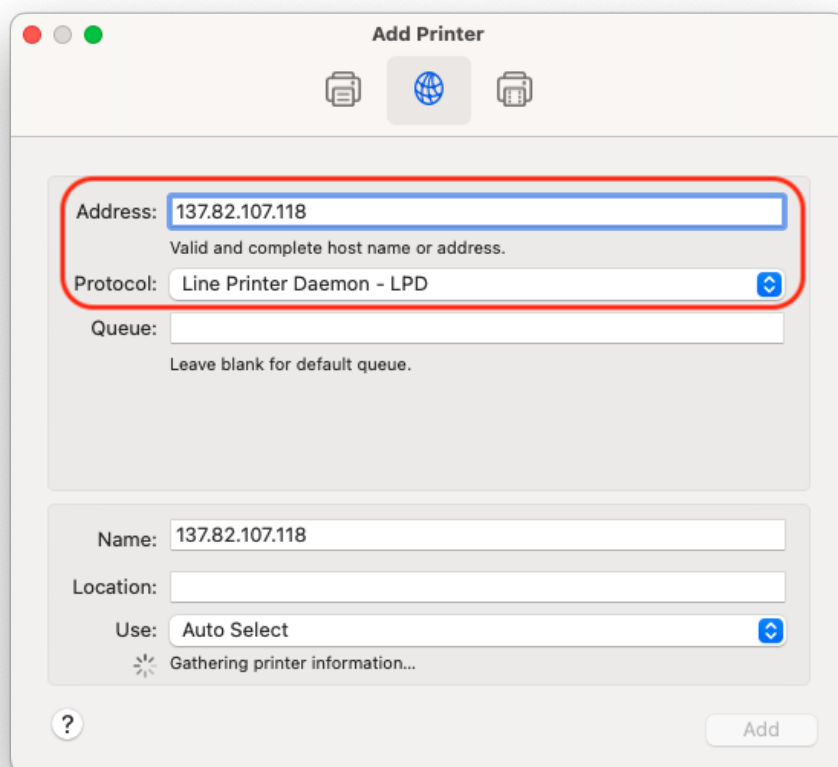 Add Printer
Address: 137.82.107.118
Valid and complete host name or address.
Protocol: Line Printer Daemon - LPD
Queue:
Leave blank for default queue.
Name: 137.82.107.118
Location:
Use: Auto Select
Gathering printer information...
? Add